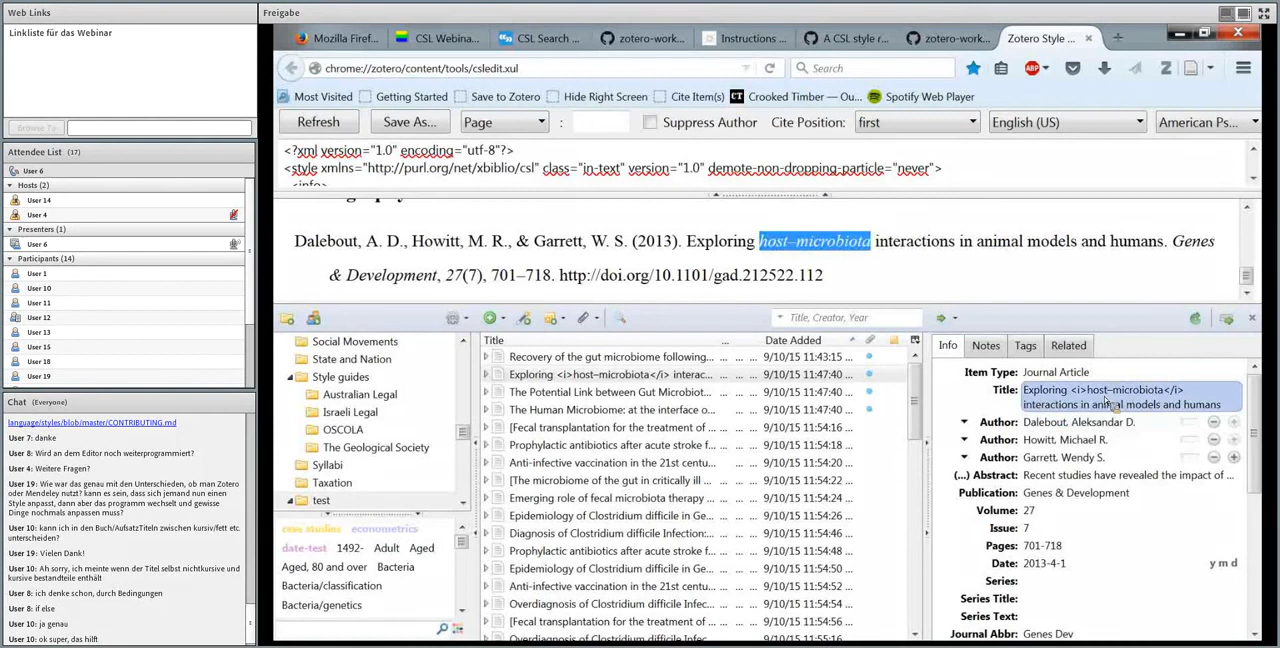 Web Links
Linkliste für das Webinar
Browse To
Attendee List (17)
User 6
Hosts (2)
User 14
User 4
Presenters (1)
User 6
Participants (14)
User 1
User 10
User 11
User 12
User 13
User 15
User 18
User 19
Chat (Everyone)
language/styles/blob/master/CONTRIBUTING.md
User 7: danke
User 8: Wird an dem Editor noch weiterprogrammiert?
User 4: Weitere Fragen?
User 19: Wie war das genau mit den Unterschieden, ob man Zotero
oder Mendeley nutzt? kann es sein, dass sich jemand nun einen
Style anpasst, dann aber das programm wechselt und gewisse
Dinge nochmals anpassen muss?
User 10: kann ich in den Buch/AufsatzTiteln zwischen kursiv/fett etc.
unterscheiden?
User 19: Vielen Dank!
User 10: Ah sorry, ich meinte wenn der Titel selbst nichtkursive und
kursive bestandteile enthält
User 8: ich denke schon, durch Bedingungen
User 8: if else
User 10: ja genau
User 10: ok super, das hilft
Freigabe
Mozilla Firef...
CSL Webina...
CSL Search ...
zotero-work...
Instructions ...
A CSL style r...
zotero-work...
Zotero Style ...
chrome://zotero/content/tools/csledit.xul
Search
Most Visited
Getting Started
Save to Zotero
Hide Right Screen
Cite Item(s)
Crooked Timber — Ou...
Spotify Web Player
Refresh
Save As...
Page
:
Suppress Author
Cite Position:
first
English (US)
American Ps...
<?xml version="1.0" encoding="utf-8"?>
<style xmlns="http://purl.org/net/xbiblio/csl" class="in-text" version="1.0" demote-non-dropping-particle="never">
<info>
Dalebout, A. D., Howitt, M. R., & Garrett, W. S. (2013). Exploring host–microbiota interactions in animal models and humans. Genes
& Development, 27(7), 701–718. http://doi.org/10.1101/gad.212522.112
Title, Creator, Year
Social Movements
State and Nation
Style guides
Australian Legal
Israeli Legal
OSCOLA
The Geological Society
Syllabi
Taxation
test
case studies econometrics
date-test 1492- Adult Aged
Aged, 80 and over Bacteria
Bacteria/classification
Bacteria/genetics
Title ... Date Added
Recovery of the gut microbiome following... ... ... 9/10/15 11:43:15 ...
Exploring <i>host–microbiota</i> interac... ... ... 9/10/15 11:47:40 ...
The Potential Link between Gut Microbiot... ... ... 9/10/15 11:47:40 ...
The Human Microbiome: at the interface o... ... ... 9/10/15 11:47:40 ...
[Fecal transplantation for the treatment o... ... ... 9/10/15 11:54:14 ...
Prophylactic antibiotics after acute stroke f... ... ... 9/10/15 11:54:18 ...
Anti-infective vaccination in the 21st centu... ... ... 9/10/15 11:54:20 ...
[The microbiome of the gut in critically ill ... ... ... 9/10/15 11:54:22 ...
Emerging role of fecal microbiota therapy ... ... ... 9/10/15 11:54:24 ...
Epidemiology of Clostridium difficile in Ge... ... ... 9/10/15 11:54:26 ...
Diagnosis of Clostridium difficile Infection:... ... ... 9/10/15 11:54:46 ...
Prophylactic antibiotics after acute stroke f... ... ... 9/10/15 11:54:48 ...
Epidemiology of Clostridium difficile in Ge... ... ... 9/10/15 11:54:50 ...
Anti-infective vaccination in the 21st centu... ... ... 9/10/15 11:54:52 ...
Overdiagnosis of Clostridium difficile Infec... ... ... 9/10/15 11:54:54 ...
[Fecal transplantation for the treatment o... ... ... 9/10/15 11:54:58 ...
Overdiagnosis of Clostridium difficile Infec... ... ... 9/10/15 11:55:16 ...
Info
Notes
Tags
Related
Item Type: Journal Article
Title: Exploring <i>host–microbiota</i>
interactions in animal models and humans
Author: Dalebout, Aleksandar D.
Author: Howitt, Michael R.
Author: Garrett, Wendy S.
(...) Abstract: Recent studies have revealed the impact of ...
Publication: Genes & Development
Volume: 27
Issue: 7
Pages: 701-718
Date: 2013-4-1 y m d
Series:
Series Title:
Series Text:
Journal Abbr: Genes Dev